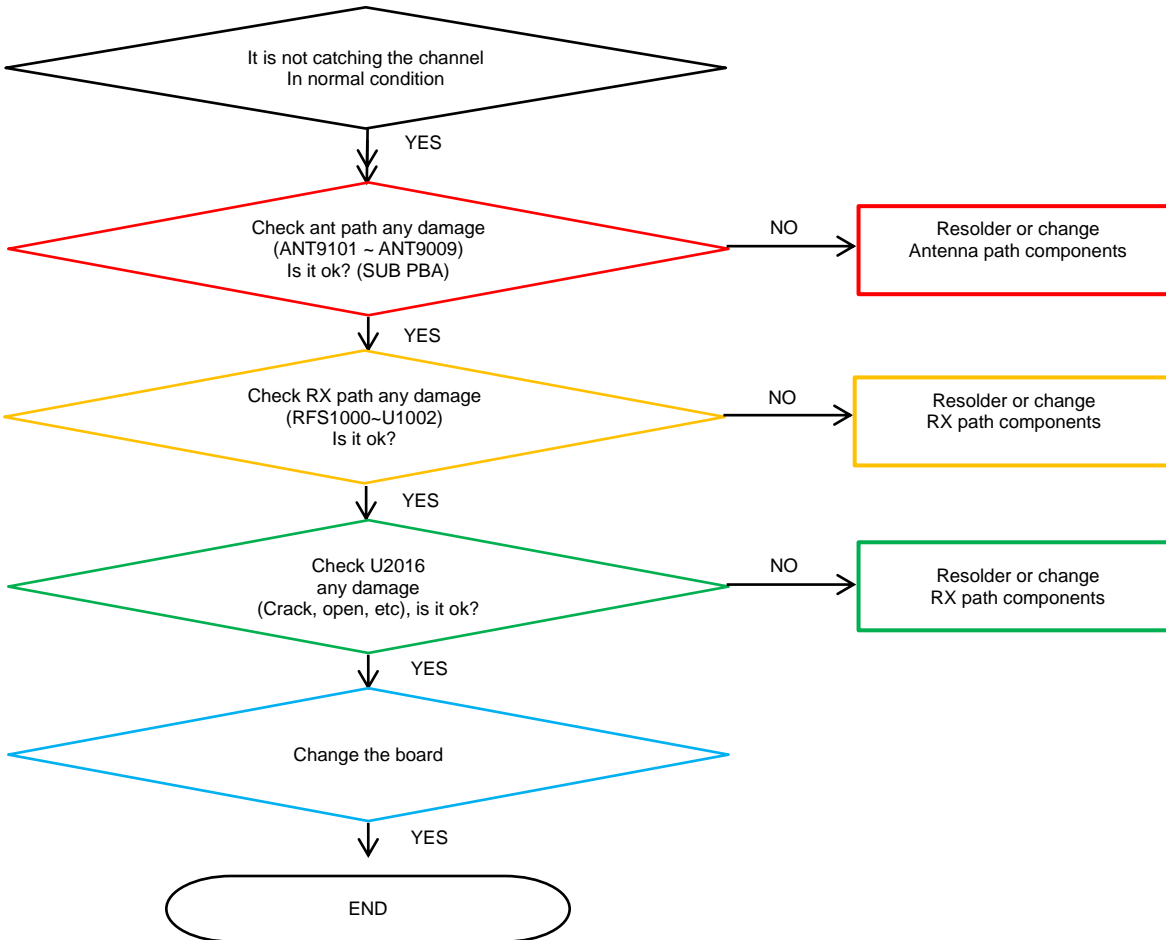 It is not catching the channel
In normal condition
YES
Check ant path any damage
(ANT9101 ~ ANT9009)
Is it ok? (SUB PBA)
NO
Resolder or change
Antenna path components
YES
Check RX path any damage
(RFS1000~U1002)
Is it ok?
NO
Resolder or change
RX path components
YES
Check U2016
any damage
(Crack, open, etc), is it ok?
NO
Resolder or change
RX path components
YES
Change the board
YES
END